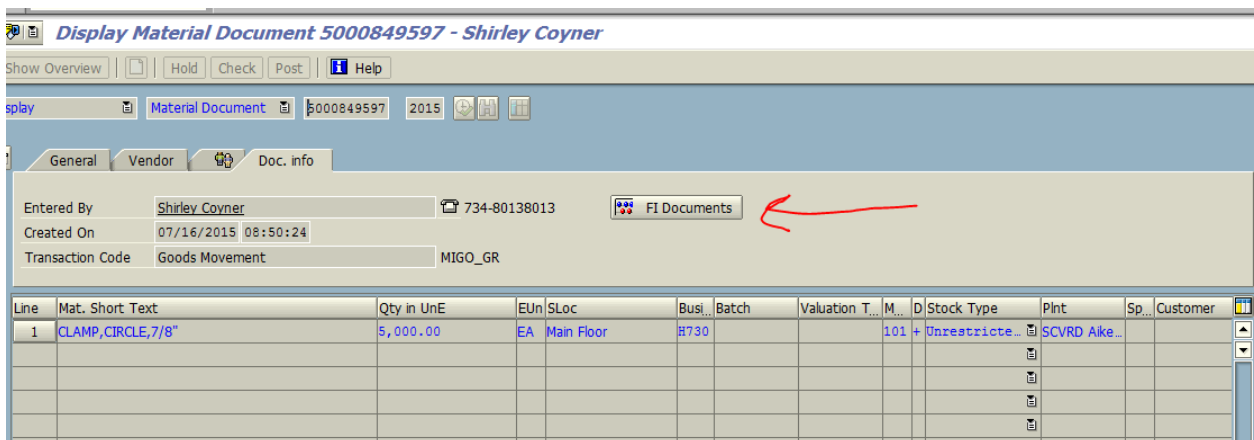 Display Material Document 5000849597 - Shirley Coyner
Show Overview Hold Check Post Help
splay Material Document 5000849597 2015
General Vendor Doc. info
Entered By Shirley Coyner 734-80138013 FI Documents
Created On 07/16/2015 08:50:24
Transaction Code Goods Movement MIGO_GR
Line Mat. Short Text Qty in UnE EUn SLoc Busi... Batch Valuation T... M... D Stock Type Plnt Sp... Customer
1 CLAMP,CIRCLE,7/8" 5,000.00 EA Main Floor H730 101 + Unrestricte... SCVRD Aike...